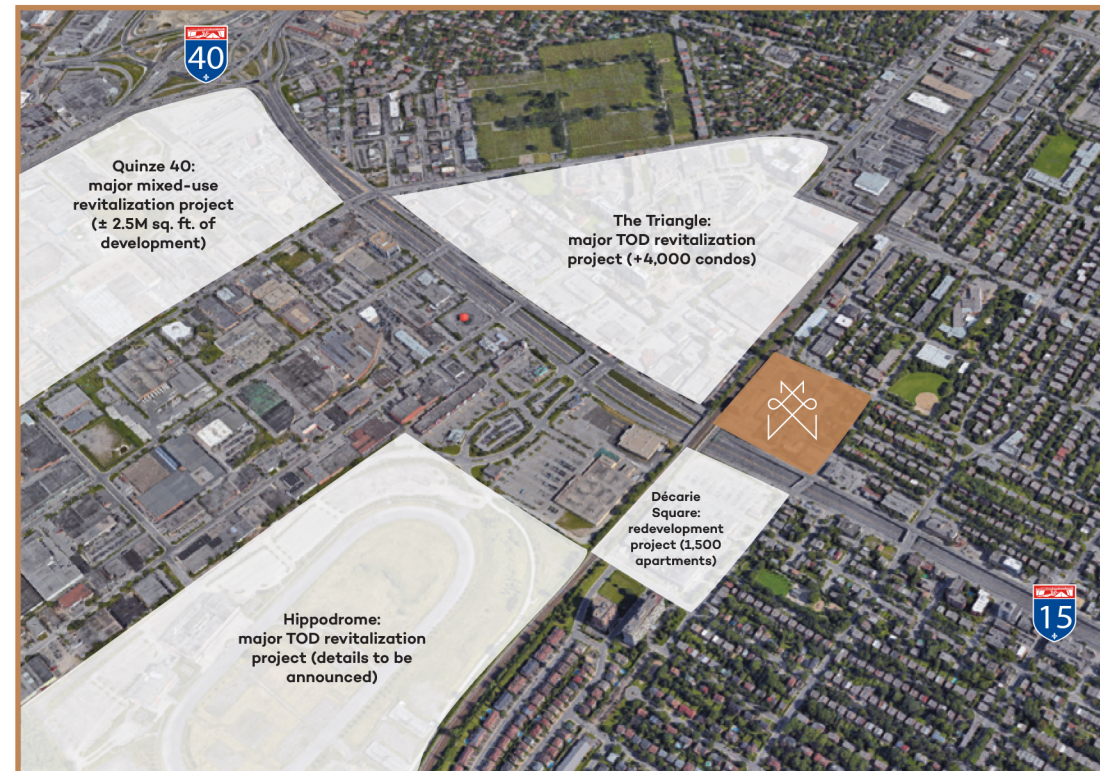 40
Quinze 40:
major mixed-use
revitalization project
(± 2.5M sq. ft. of
development)
The Triangle:
major TOD revitalization
project (+4,000 condos)
Décarie
Square:
redevelopment
project (1,500
apartments)
Hippodrome:
major TOD revitalization
project (details to be
announced)
15